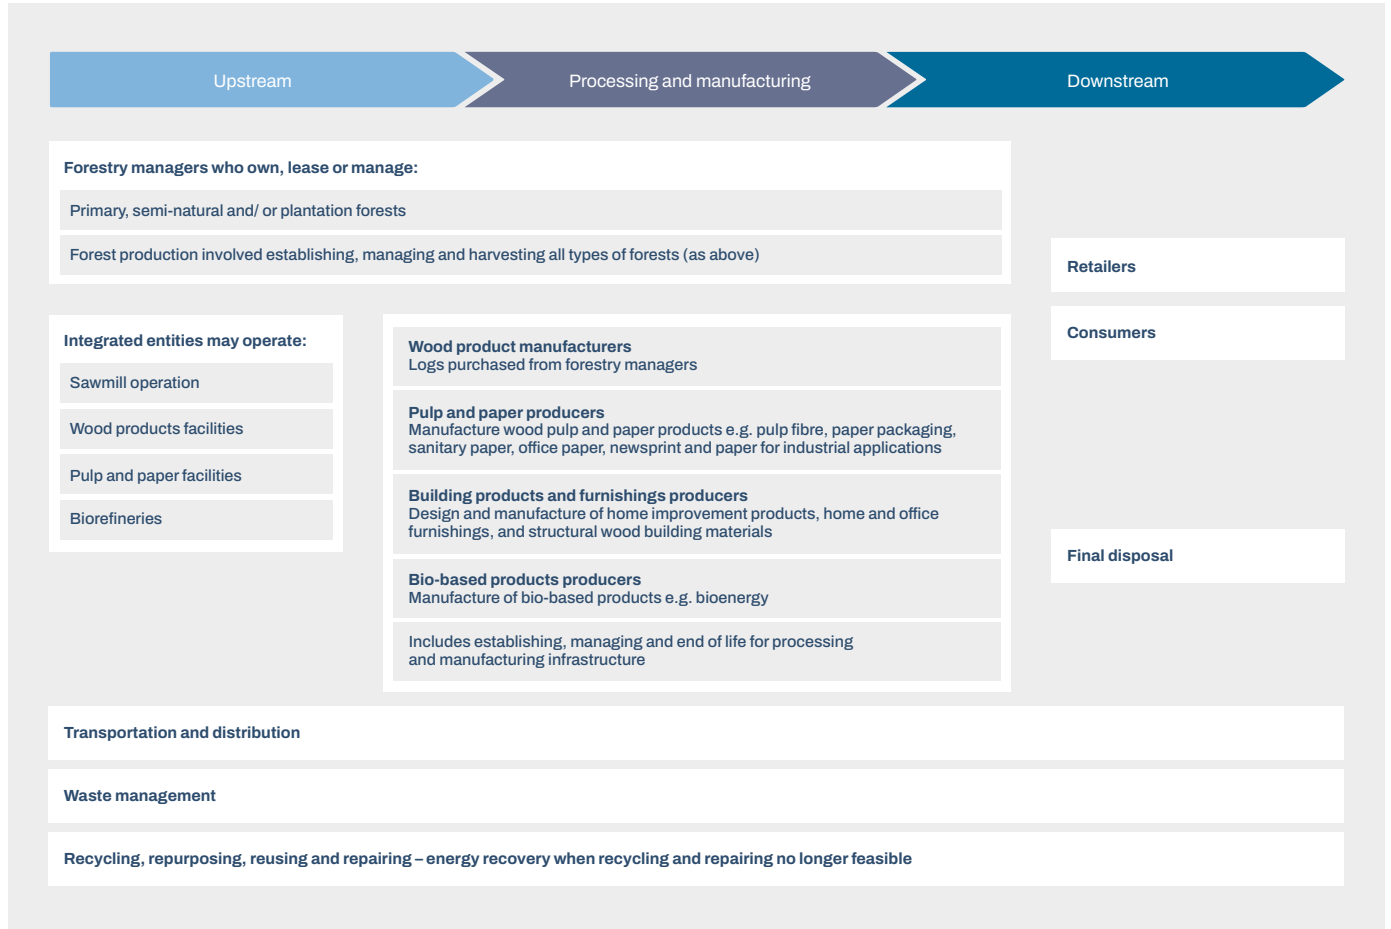 Upstream
Processing and manufacturing
Downstream
Forestry managers who own, lease or manage:
Primary, semi-natural and/ or plantation forests
Forest production involved establishing, managing and harvesting all types of forests (as above)
Integrated entities may operate:
Sawmill operation
Wood products facilities
Pulp and paper facilities
Biorefineries
Wood product manufacturers
Logs purchased from forestry managers
Pulp and paper producers
Manufacture wood pulp and paper products e.g. pulp fibre, paper packaging,
sanitary paper, office paper, newsprint and paper for industrial applications
Building products and furnishings producers
Design and manufacture of home improvement products, home and office
furnishings, and structural wood building materials
Bio-based products producers
Manufacture of bio-based products e.g. bioenergy
Includes establishing, managing and end of life for processing
and manufacturing infrastructure
Retailers
Consumers
Final disposal
Transportation and distribution
Waste management
Recycling, repurposing, reusing and repairing – energy recovery when recycling and repairing no longer feasible